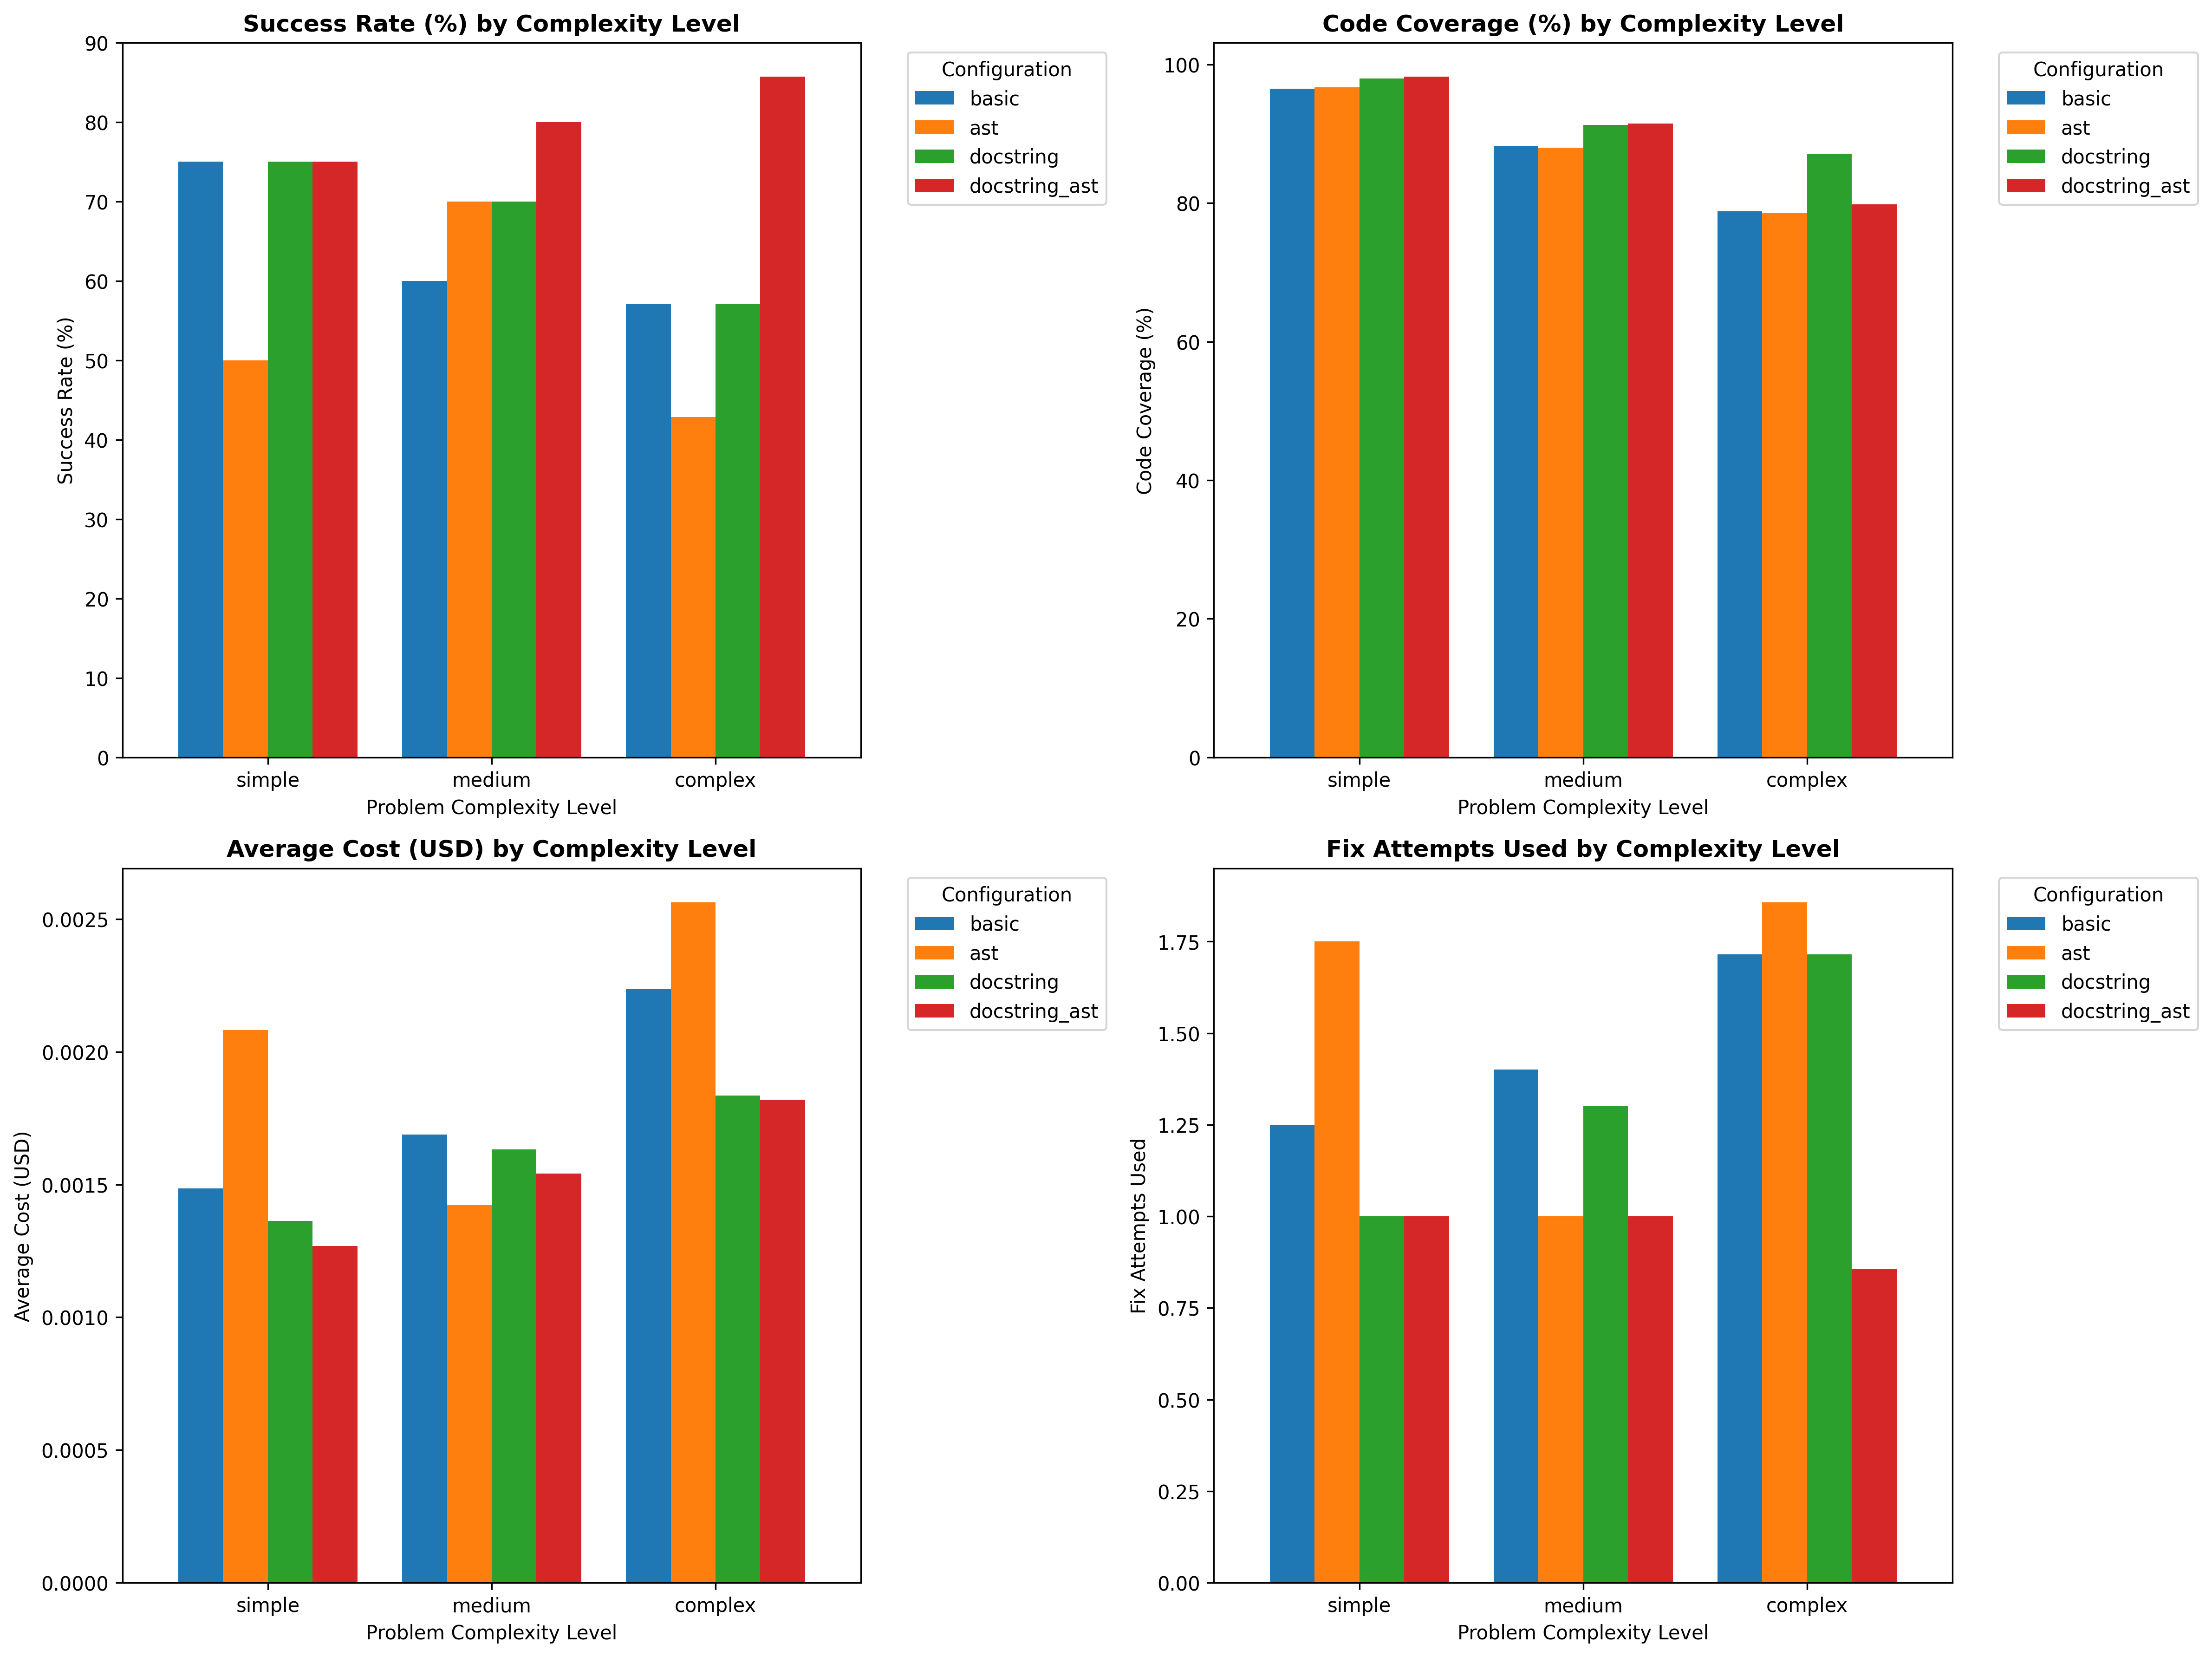 Success Rate (%) by Complexity Level
90
80
70
60
50
40
30
20
10
0
Success Rate (%)
simple medium complex
Problem Complexity Level
Configuration
basic
ast
docstring
docstring_ast
Code Coverage (%) by Complexity Level
100
80
60
40
20
0
Code Coverage (%)
simple medium complex
Problem Complexity Level
Configuration
basic
ast
docstring
docstring_ast
Average Cost (USD) by Complexity Level
0.0025
0.0020
0.0015
0.0010
0.0005
0.0000
Average Cost (USD)
simple medium complex
Problem Complexity Level
Configuration
basic
ast
docstring
docstring_ast
Fix Attempts Used by Complexity Level
1.75
1.50
1.25
1.00
0.75
0.50
0.25
0.00
Fix Attempts Used
simple medium complex
Problem Complexity Level
Configuration
basic
ast
docstring
docstring_ast